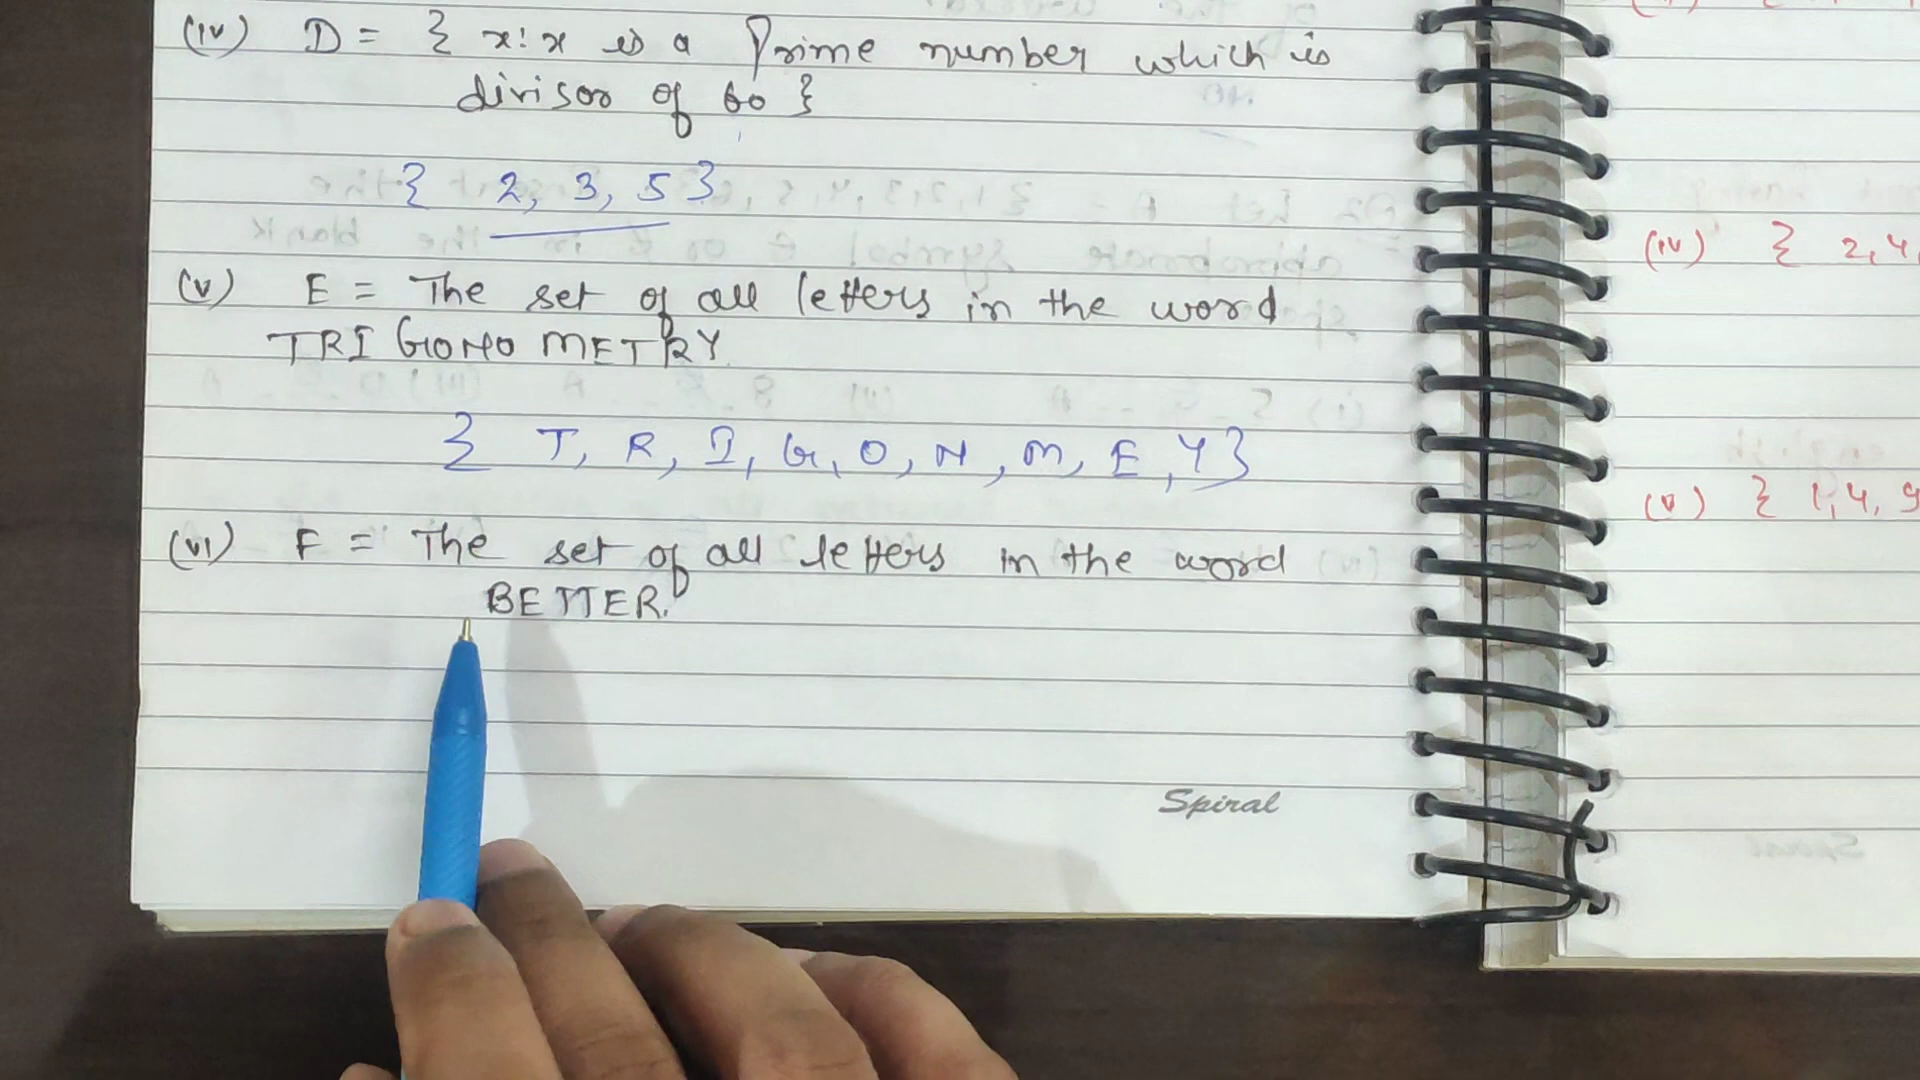 (iv) D = { x : x is a Prime number which is
divisor of 60 }
{ 2, 3, 5 }
(v) E = The set of all letters in the word
TRIGONOMETRY
{ T, R, I, G, O, N, M, E, Y }
(vi) F = The set of all letters in the word
BETTER.
Spiral
(iv) { 2, 4,
(v) { 1, 4, 9